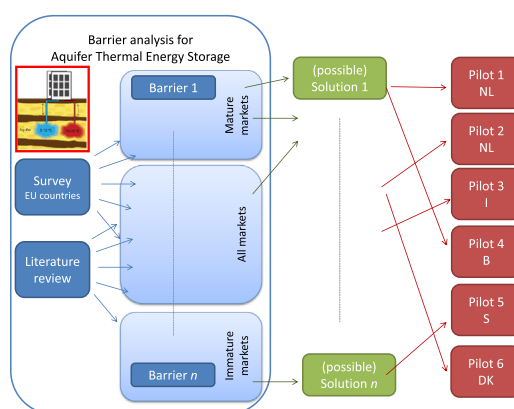 Barrier analysis for
Aquifer Thermal Energy Storage
Barrier 1
Mature
markets
Survey
EU countries
All markets
Literature
review
Immature
markets
Barrier n
(possible)
Solution 1
(possible)
Solution n
Pilot 1
NL
Pilot 2
NL
Pilot 3
I
Pilot 4
B
Pilot 5
S
Pilot 6
DK